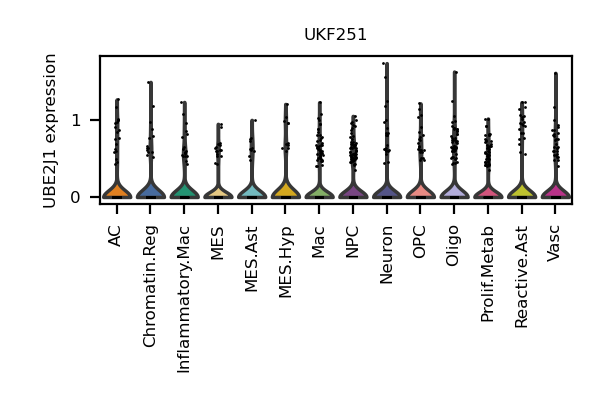 UKF251
UBE2J1 expression
1
0
AC
Chromatin.Reg
Inflammatory.Mac
MES
MES.Ast
MES.Hyp
Mac
NPC
Neuron
OPC
Oligo
Prolif.Metab
Reactive.Ast
Vasc